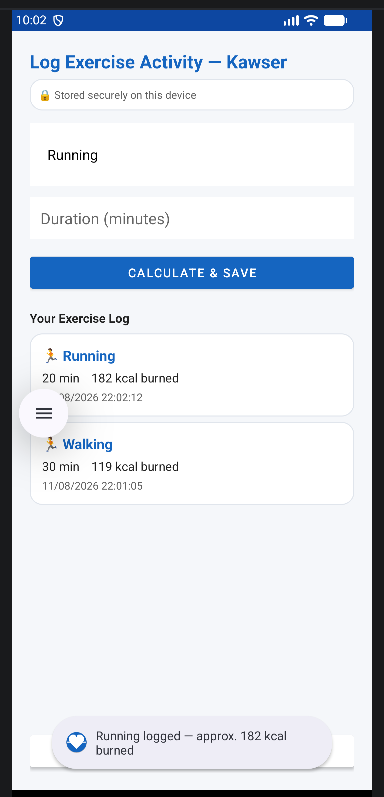 10:02
Log Exercise Activity — Kawser
🔒 Stored securely on this device
Running
Duration (minutes)
CALCULATE & SAVE
Your Exercise Log
🏃 Running
20 min 182 kcal burned
08/2026 22:02:12
🏃 Walking
30 min 119 kcal burned
11/08/2026 22:01:05
Running logged — approx. 182 kcal
burned